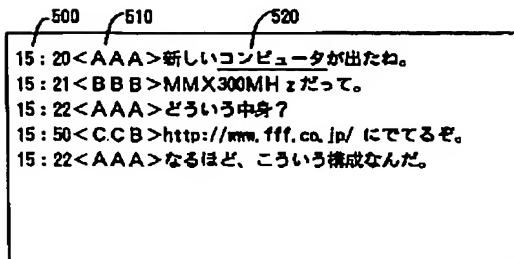 500 510 520
15：20＜AAA＞新しいコンピュータが出たね。
15：21＜BBB＞MMX300MHzだって。
15：22＜AAA＞どういう中身？
15：50＜C.CB＞http://www.fff.co.jp/ にでてるぞ。
15：22＜AAA＞なるほど、こういう構成なんだ。